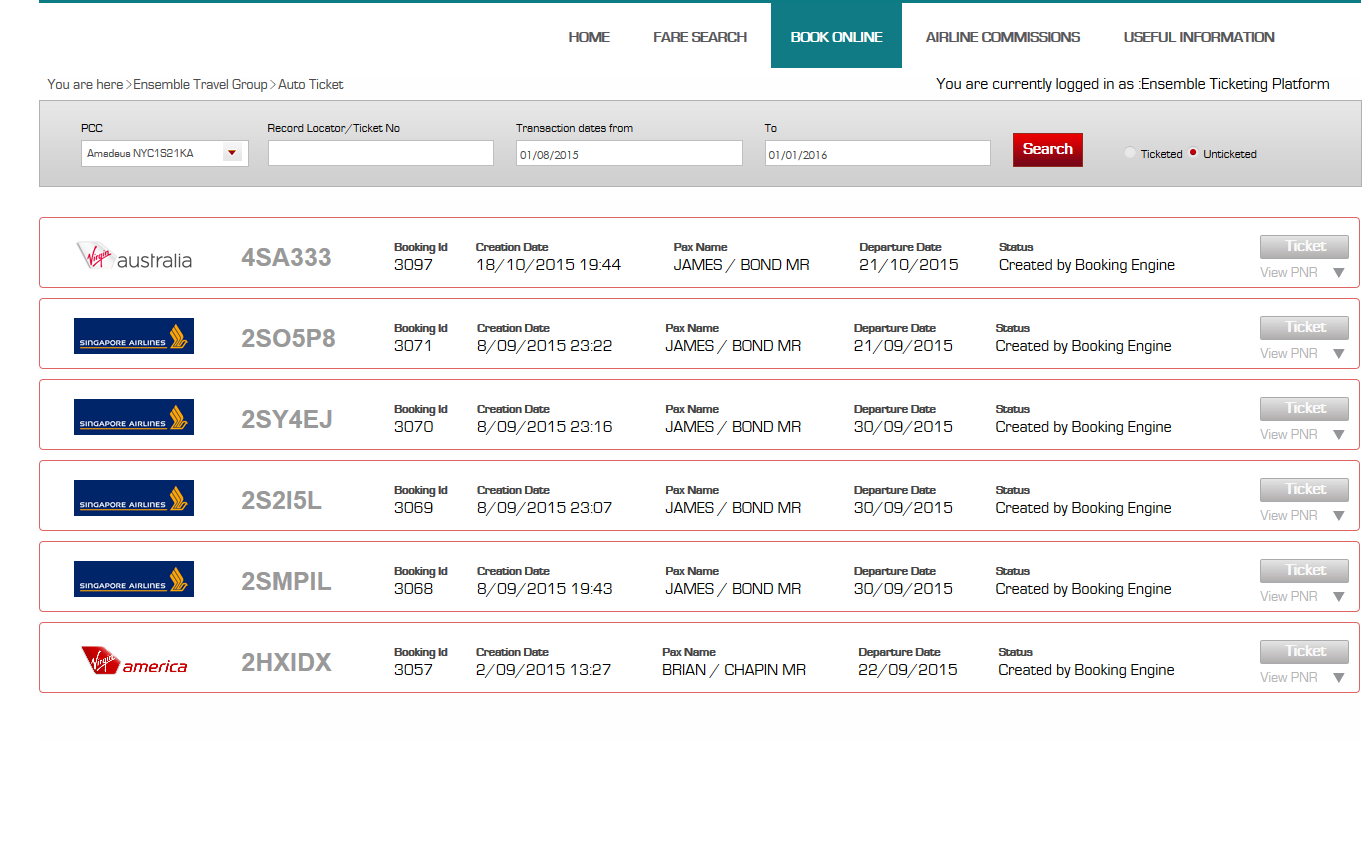 HOME FARE SEARCH BOOK ONLINE AIRLINE COMMISSIONS USEFUL INFORMATION
You are here > Ensemble Travel Group > Auto Ticket You are currently logged in as :Ensemble Ticketing Platform
PCC Record Locator/Ticket No Transaction dates from To
Amadeus NYC1S21KA 01/08/2015 01/01/2016 Search Ticketed Unticketed
Virgin australia 4SA333 Booking Id Creation Date Pax Name Departure Date Status Ticket
3097 18/10/2015 19:44 JAMES / BOND MR 21/10/2015 Created by Booking Engine View PNR
SINGAPORE AIRLINES 2SO5P8 Booking Id Creation Date Pax Name Departure Date Status Ticket
3071 8/09/2015 23:22 JAMES / BOND MR 21/09/2015 Created by Booking Engine View PNR
SINGAPORE AIRLINES 2SY4EJ Booking Id Creation Date Pax Name Departure Date Status Ticket
3070 8/09/2015 23:16 JAMES / BOND MR 30/09/2015 Created by Booking Engine View PNR
SINGAPORE AIRLINES 2S2I5L Booking Id Creation Date Pax Name Departure Date Status Ticket
3069 8/09/2015 23:07 JAMES / BOND MR 30/09/2015 Created by Booking Engine View PNR
SINGAPORE AIRLINES 2SMPIL Booking Id Creation Date Pax Name Departure Date Status Ticket
3068 8/09/2015 19:43 JAMES / BOND MR 30/09/2015 Created by Booking Engine View PNR
Virgin america 2HXIDX Booking Id Creation Date Pax Name Departure Date Status Ticket
3057 2/09/2015 13:27 BRIAN / CHAPIN MR 22/09/2015 Created by Booking Engine View PNR